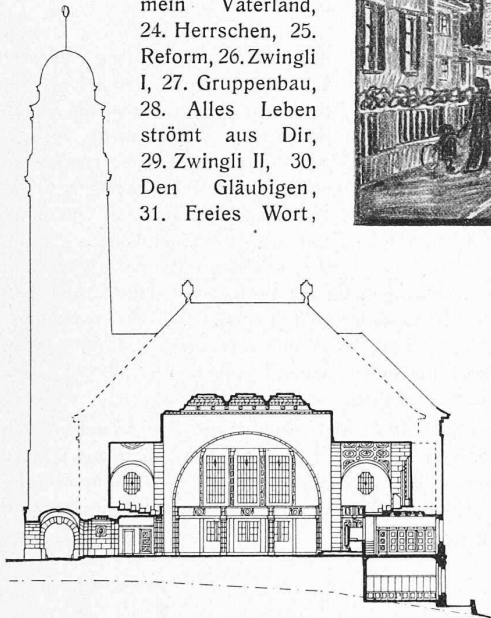 mein Vaterland,
24. Herrschen, 25.
Reform, 26. Zwingli
I, 27. Gruppenbau,
28. Alles Leben
strömt aus Dir,
29. Zwingli II, 30.
Den Gläubigen,
31. Freies Wort,